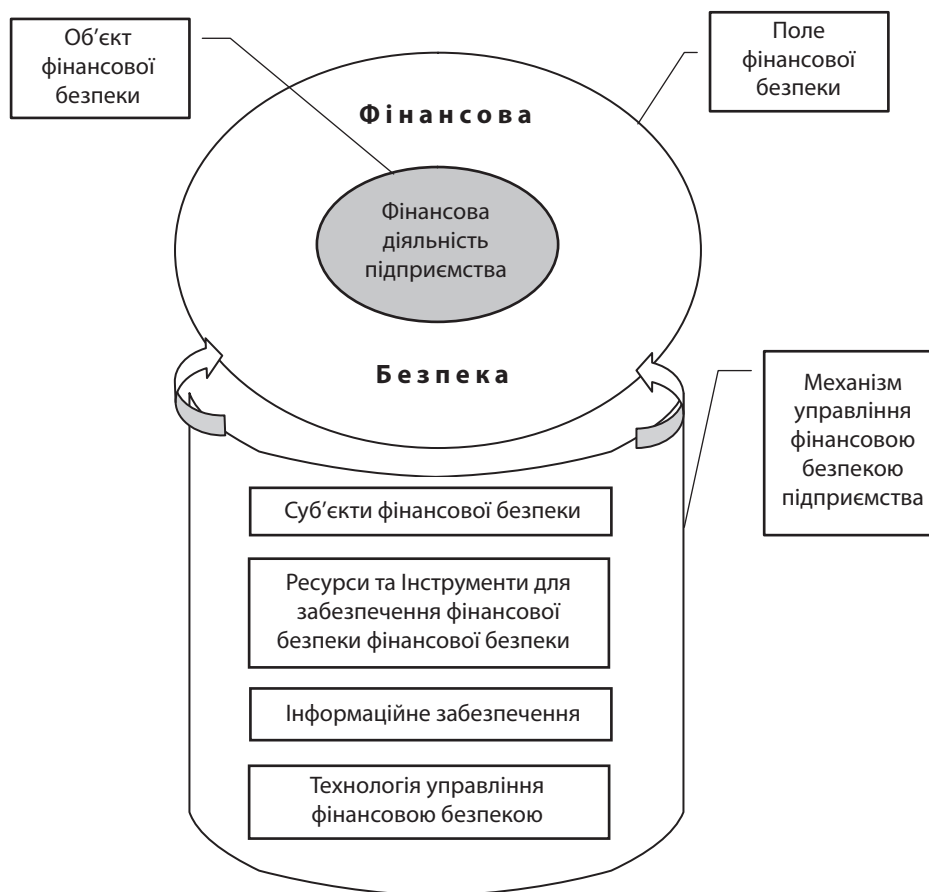 Об’єкт
фінансової
безпеки
Поле
фінансової
безпеки
Фінансова
Фінансова
діяльність
підприємства
Безпека
Механізм
управління
фінансовою
безпекою
підприємства
Суб’єкти фінансової безпеки
Ресурси та Інструменти для
забезпечення фінансової
безпеки фінансової безпеки
Інформаційне забезпечення
Технологія управління
фінансовою безпекою